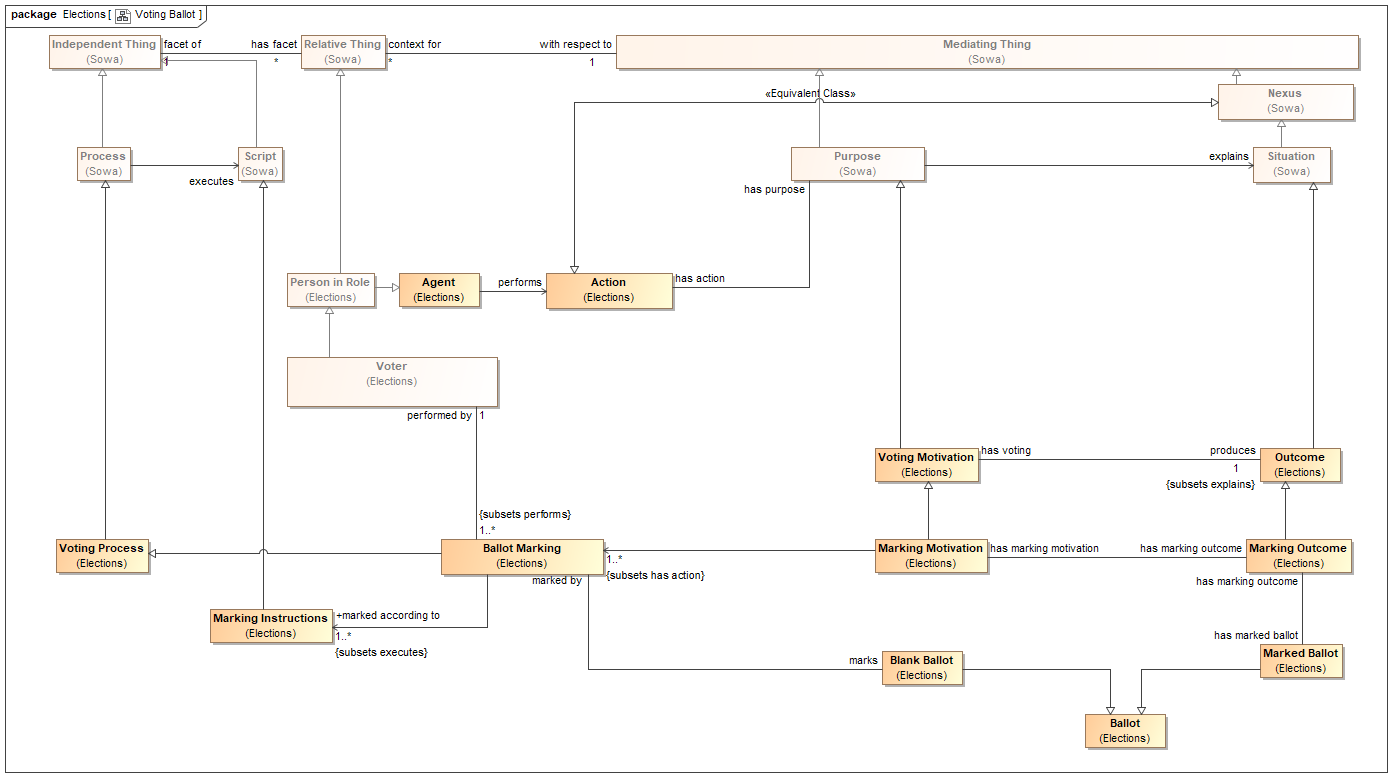 package Elections [ Voting Ballot ]
Independent Thing
(Sowa)
facet of
1
has facet
*
Relative Thing
(Sowa)
context for
*
with respect to
1
Mediating Thing
(Sowa)
«Equivalent Class»
Nexus
(Sowa)
Process
(Sowa)
executes
Script
(Sowa)
Purpose
(Sowa)
has purpose
explains
Situation
(Sowa)
Person in Role
(Elections)
Agent
(Elections)
performs
Action
(Elections)
has action
Voter
(Elections)
performed by
1
Voting Motivation
(Elections)
has voting
produces
1
{subsets explains}
Outcome
(Elections)
{subsets performs}
1..*
Voting Process
(Elections)
Ballot Marking
(Elections)
marked by
1..*
{subsets has action}
Marking Motivation
(Elections)
has marking motivation
has marking outcome
Marking Outcome
(Elections)
has marking outcome
Marking Instructions
(Elections)
+marked according to
1..*
{subsets executes}
has marked ballot
marks
Blank Ballot
(Elections)
Marked Ballot
(Elections)
Ballot
(Elections)